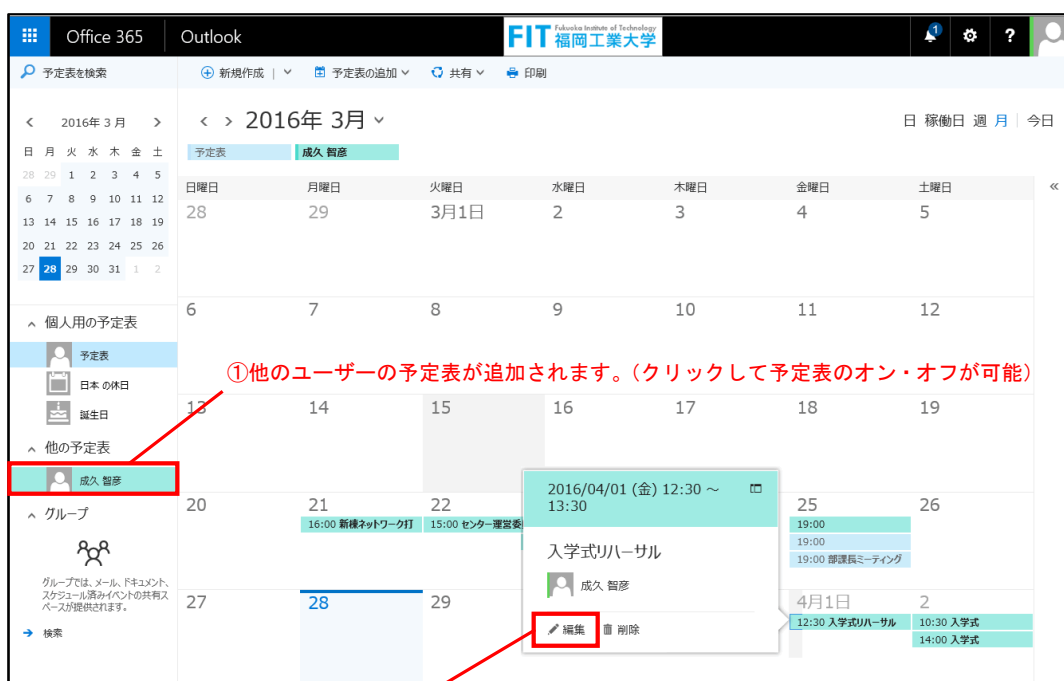 Office 365
Outlook
Fukuoka Institute of Technology
FIT 福岡工業大学
1
?
予定表を検索
新規作成 |
予定表の追加
共有
印刷
2016年 3月
日 月 火 水 木 金 土
28 29 1 2 3 4 5
6 7 8 9 10 11 12
13 14 15 16 17 18 19
20 21 22 23 24 25 26
27 28 29 30 31 1 2
個人用の予定表
予定表
日本 の休日
誕生日
他の予定表
成久 智彦
グループ
グループでは、メール、ドキュメント、
スケジュール済みイベントの共有ス
ペースが提供されます。
検索
2016年 3月
日 稼働日 週 月 今日
予定表
成久 智彦
日曜日 月曜日 火曜日 水曜日 木曜日 金曜日 土曜日
28 29 3月1日 2 3 4 5
6 7 8 9 10 11 12
①他のユーザーの予定表が追加されます。（クリックして予定表のオン・オフが可能）
13 14 15 16 17 18 19
20 21 22 25 26
16:00 新棟ネットワーク打
15:00 センター運営委
19:00
19:00
19:00 部課長ミーティング
2016/04/01 (金) 12:30 ～
13:30
入学式リハーサル
成久 智彦
編集
削除
27 28 29 4月1日 2
12:30 入学式リハーサル
10:30 入学式
14:00 入学式